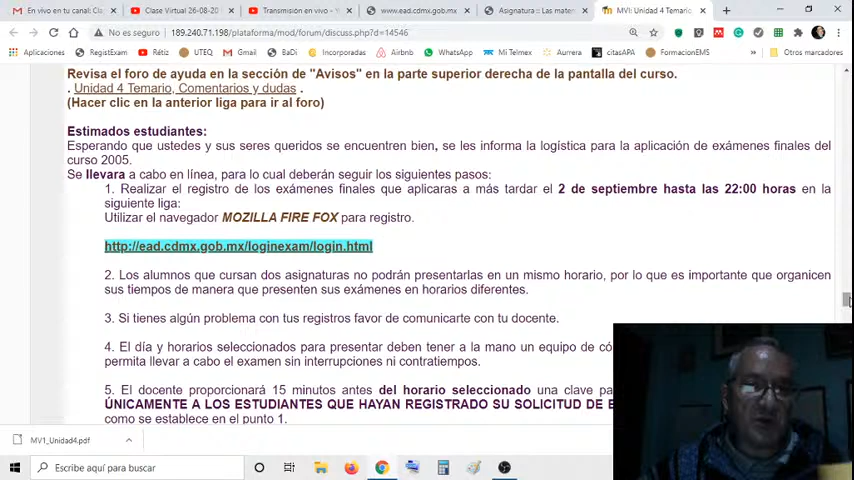 En vivo en tu canal: Cla
Clase Virtual 26-08-20
Transmisión en vivo - Y
www.ead.cdmx.gob.mx
Asignatura :: Las mate
MVI: Unidad 4 Temario
No es seguro
189.240.71.198/plataforma/mod/forum/discuss.php?d=14546
Aplicaciones
RegistExam
Ríos
UTEQ
Gmail
BaDi
Incorporadas
Airbnb
WhatsApp
Mi Telmex
Aurrera
citasAPA
FormacionEMS
Otros marcadores
Revisa el foro de ayuda en la sección de "Avisos" en la parte superior derecha de la pantalla del curso.
. Unidad 4 Temario, Comentarios y dudas .
(Hacer clic en la anterior liga para ir al foro)
Estimados estudiantes:
Esperando que ustedes y sus seres queridos se encuentren bien, se les informa la logística para la aplicación de exámenes finales del
curso 2005.
Se llevara a cabo en línea, para lo cual deberán seguir los siguientes pasos:
1. Realizar el registro de los exámenes finales que aplicaras a más tardar el 2 de septiembre hasta las 22:00 horas en la
siguiente liga:
Utilizar el navegador MOZILLA FIRE FOX para registro.
http://ead.cdmx.gob.mx/loginexam/login.html
2. Los alumnos que cursan dos asignaturas no podrán presentarlas en un mismo horario, por lo que es importante que organicen
sus tiempos de manera que presenten sus exámenes en horarios diferentes.
3. Si tienes algún problema con tus registros favor de comunicarte con tu docente.
4. El día y horarios seleccionados para presentar deben tener a la mano un equipo de có
permita llevar a cabo el examen sin interrupciones ni contratiempos.
5. El docente proporcionará 15 minutos antes del horario seleccionado una clave pa
ÚNICAMENTE A LOS ESTUDIANTES QUE HAYAN REGISTRADO SU SOLICITUD DE E
como se establece en el punto 1.
MV1_Unidad4.pdf
Escribe aquí para buscar